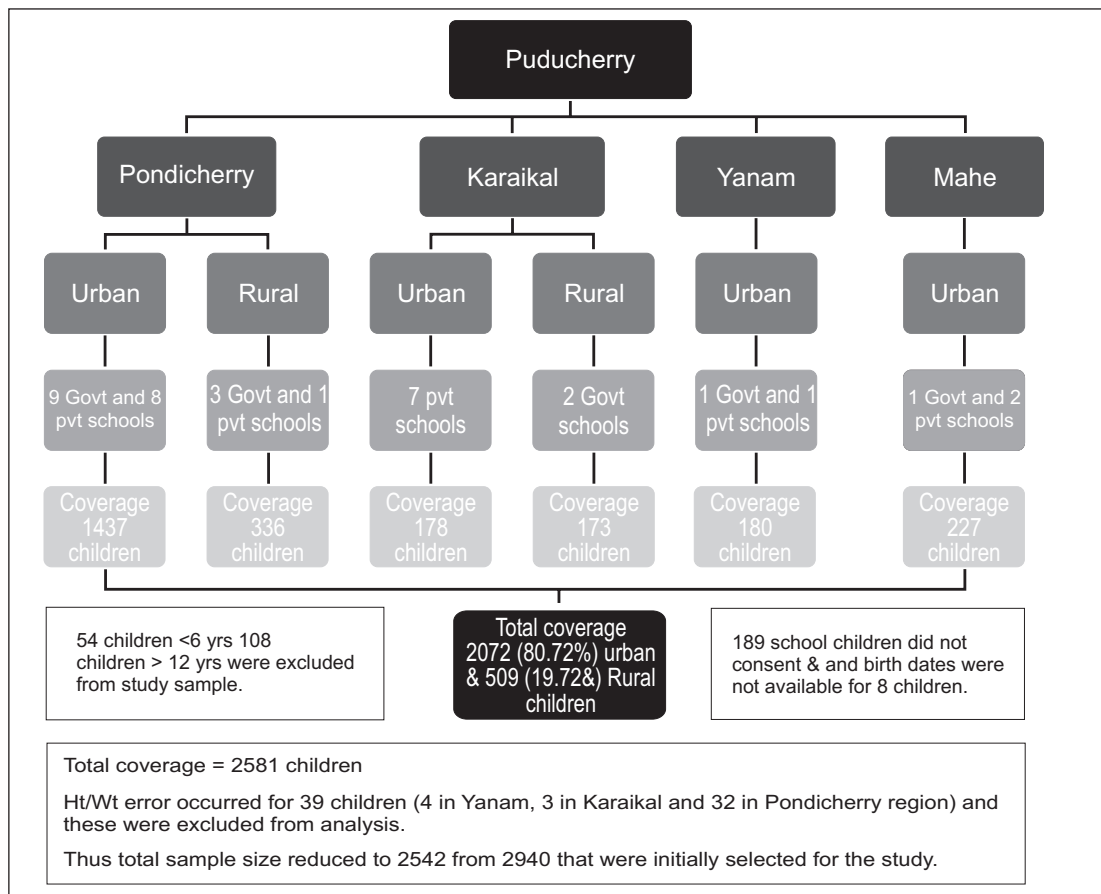 Puducherry
Pondicherry
Karaikal
Yanam
Mahe
Urban
Rural
Urban
Rural
Urban
Urban
9 Govt and 8
pvt schools
3 Govt and 1
pvt schools
7 pvt
schools
2 Govt
schools
1 Govt and 1
pvt schools
1 Govt and 2
pvt schools
Coverage
1437
children
Coverage
336
children
Coverage
178
children
Coverage
173
children
Coverage
180
children
Coverage
227
children
54 children <6 yrs 108
children > 12 yrs were excluded
from study sample.
Total coverage
2072 (80.72%) urban
& 509 (19.72&) Rural
children
189 school children did not
consent & and birth dates were
not available for 8 children.
Total coverage = 2581 children
Ht/Wt error occurred for 39 children (4 in Yanam, 3 in Karaikal and 32 in Pondicherry region) and
these were excluded from analysis.
Thus total sample size reduced to 2542 from 2940 that were initially selected for the study.